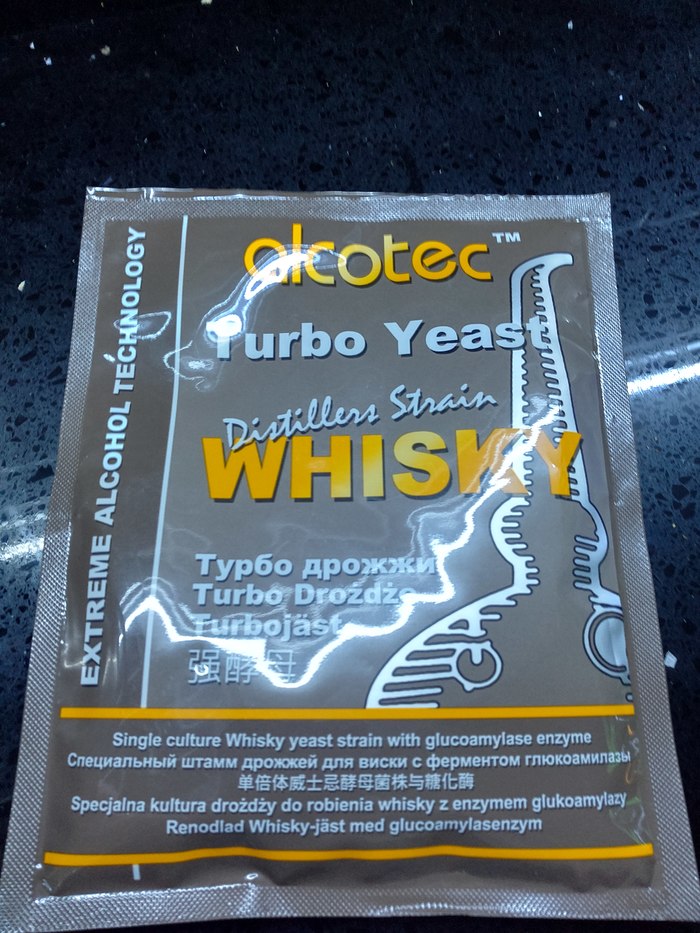 alcotec™
Turbo Yeast
Distillers Strain
WHISKY
EXTREME ALCOHOL TECHNOLOGY
Турбо дрожжи
Turbo Drożdże
Turbojäst
强酵母
Single culture Whisky yeast strain with glucoamylase enzyme
Специальный штамм дрожжей для виски с ферментом глюкоамилазы
单倍体威士忌酵母菌株与糖化酶
Specjalna kultura drożdży do robienia whisky z enzymem glukoamylazy
Renodlad Whisky-jäst med glucoamylasenzym